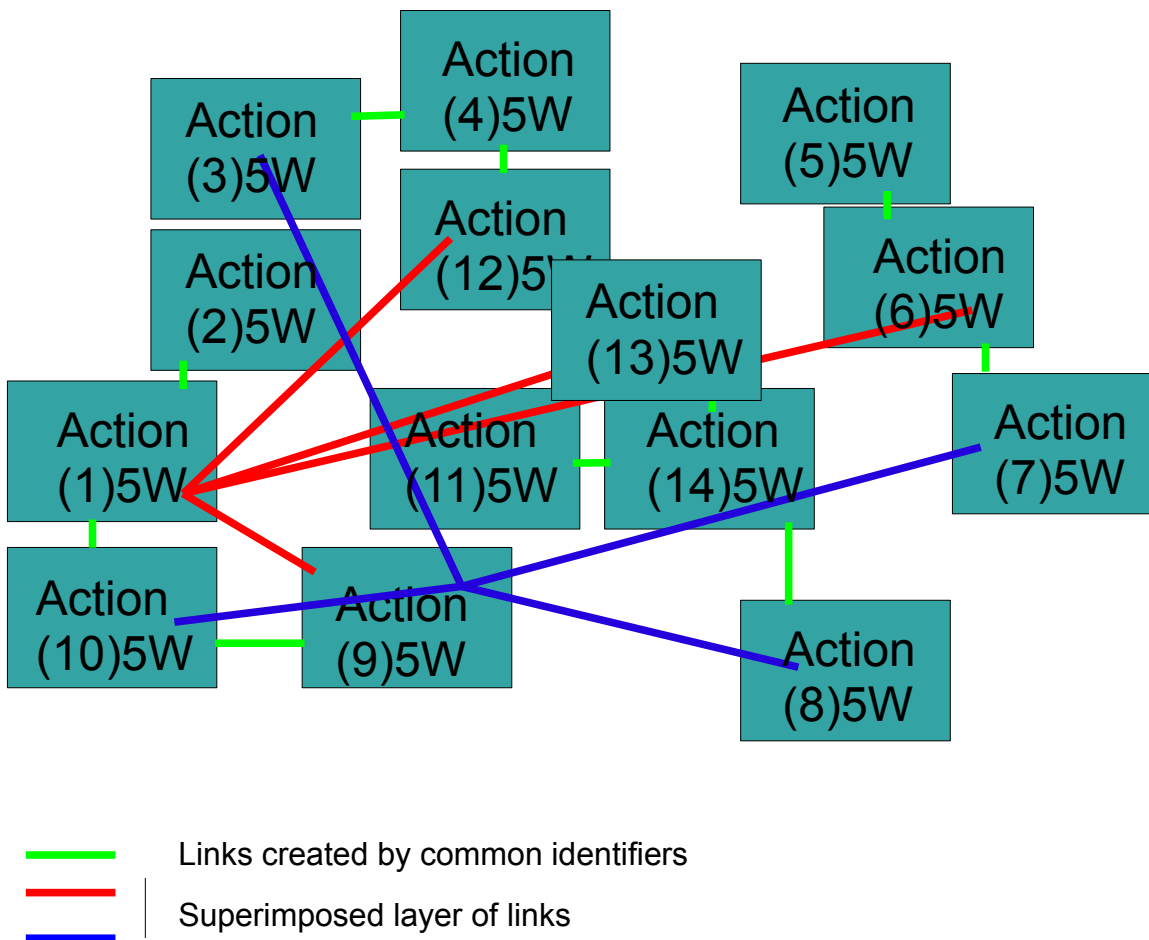 Action
(4)5W
Action
(3)5W
Action
(5)5W
Action
(12)5W
Action
(2)5W
Action
(6)5W
Action
(13)5W
Action
(1)5W
Action
(11)5W
Action
(14)5W
Action
(7)5W
Action
(10)5W
Action
(9)5W
Action
(8)5W
Links created by common identifiers
Superimposed layer of links